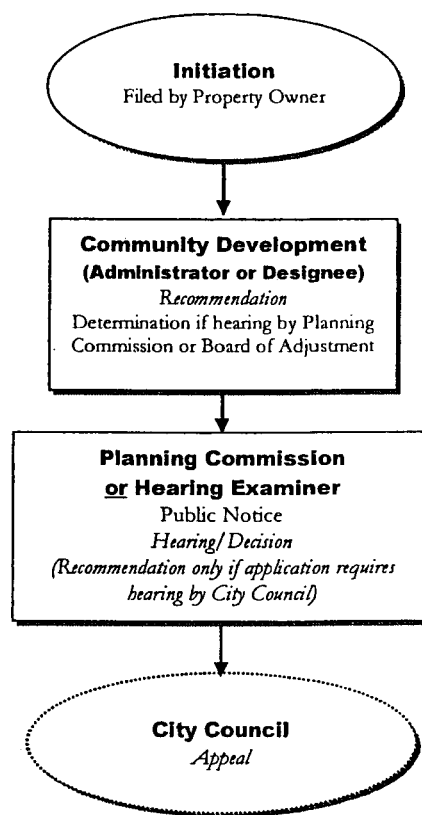 Initiation
Filed by Property Owner
Community Development
(Administrator or Designee)
Recommendation
Determination if hearing by Planning
Commission or Board of Adjustment
Planning Commission
or Hearing Examiner
Public Notice
Hearing/Decision
(Recommendation only if application requires
hearing by City Council)
City Council
Appeal